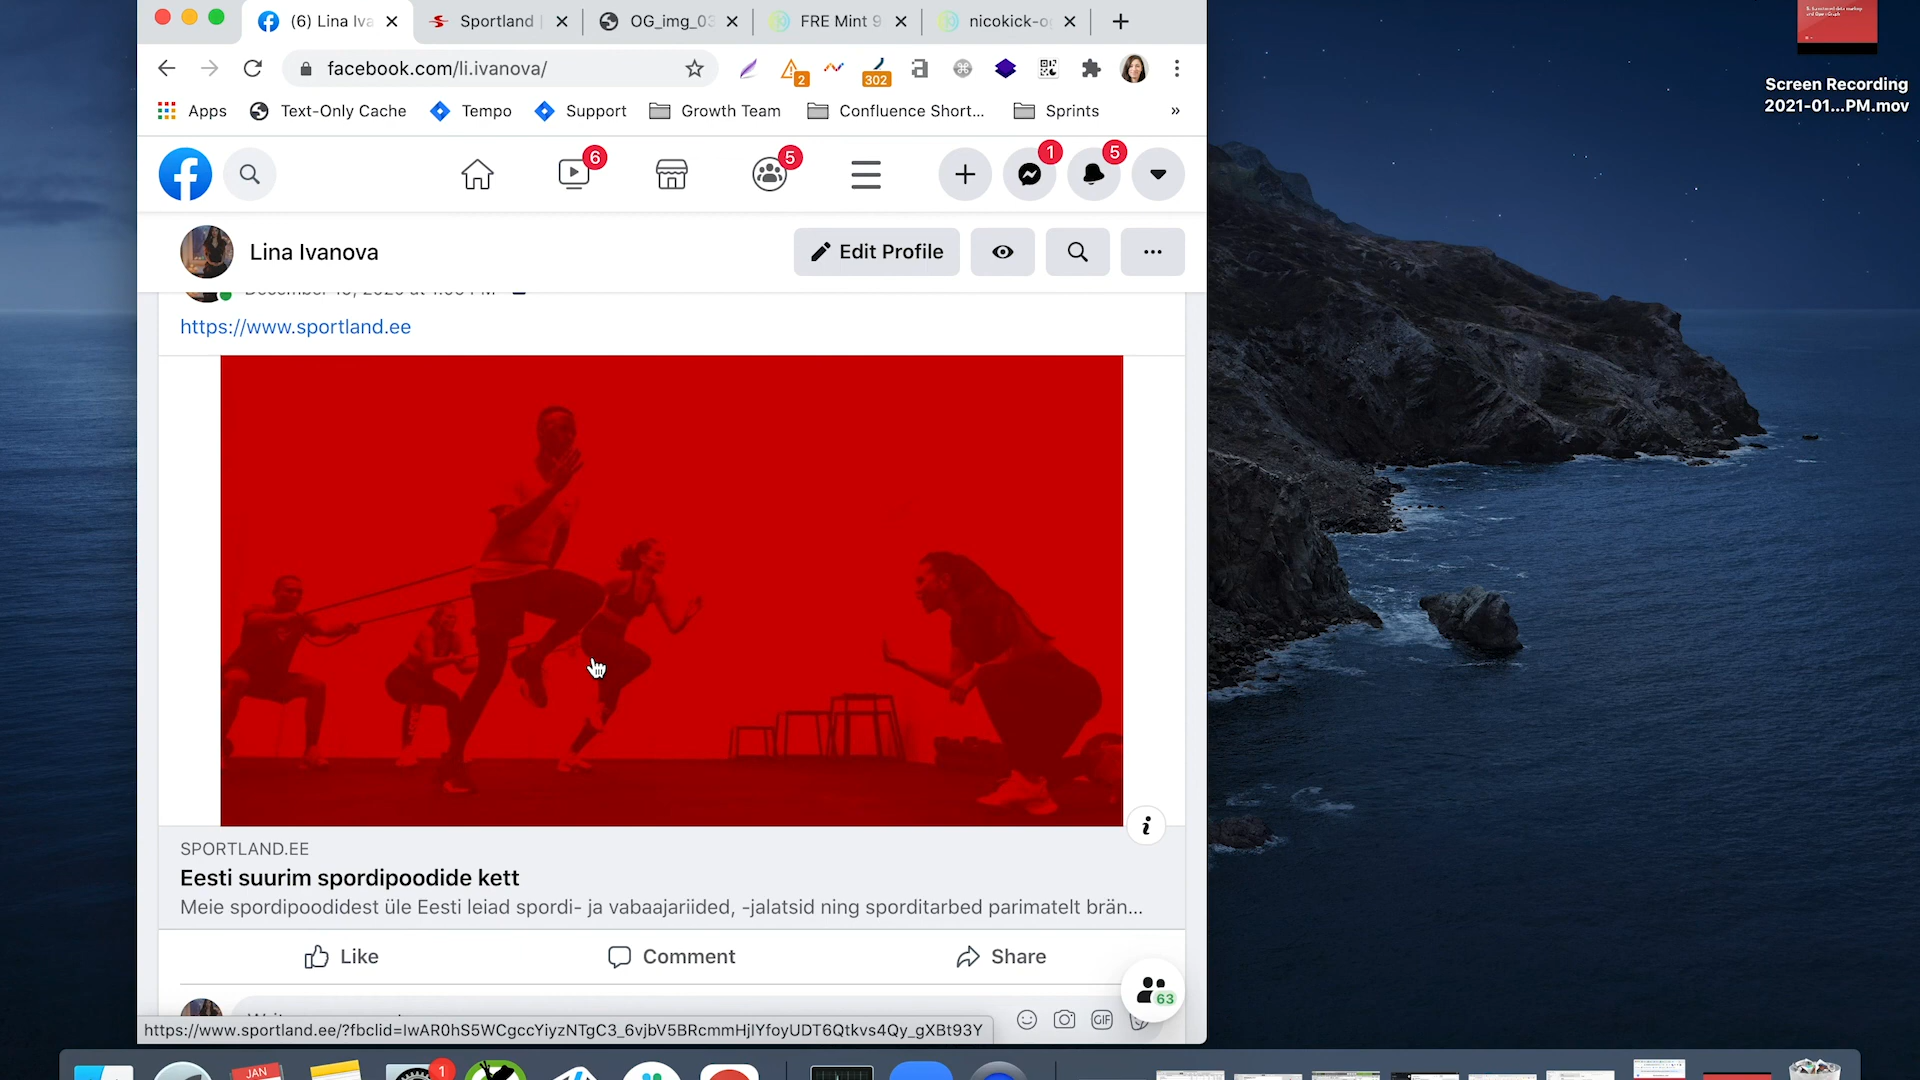 (6) Lina Iva
Sportland
OG_img_03
FRE Mint 9
nicokick-o
facebook.com/li.ivanova/
2
302
Apps
Text-Only Cache
Tempo
Support
Growth Team
Confluence Short...
Sprints
»
6
5
1
5
Lina Ivanova
Edit Profile
https://www.sportland.ee
SPORTLAND.EE
Eesti suurim spordipoodide kett
Meie spordipoodidest üle Eesti leiad spordi- ja vabaajariided, -jalatsid ning sporditarbed parimatelt brän...
Like
Comment
Share
63
GIF
https://www.sportland.ee/?fbclid=IwAR0hS5WCgccYiyzNTgC3_6vjbV5BRcmmHjlYfoyUDT6Qtkvs4Qy_gXBt93Y
Screen Recording
2021-01...PM.mov
JAN
1